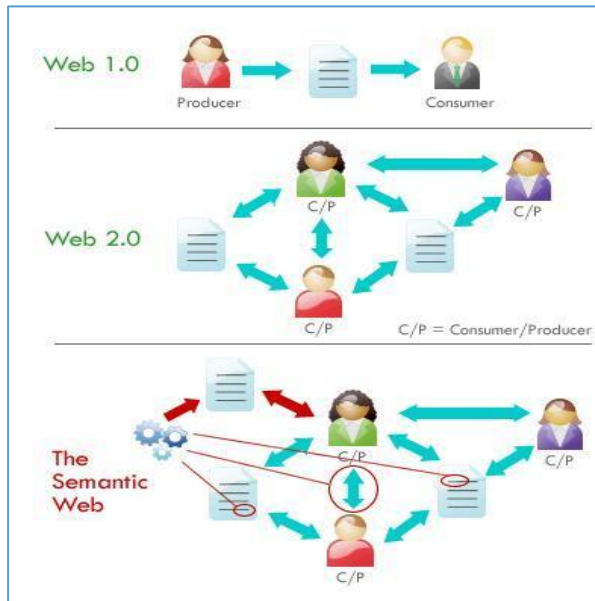 Web 1.0
Producer
Consumer
C/P
C/P
Web 2.0
C/P
C/P = Consumer/Producer
C/P
C/P
The
Semantic
Web
C/P